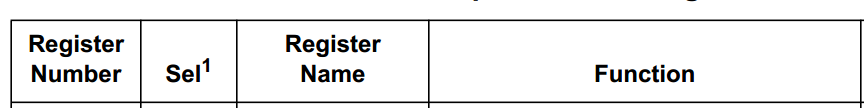 Register Number
Sel1
Register Name
Function